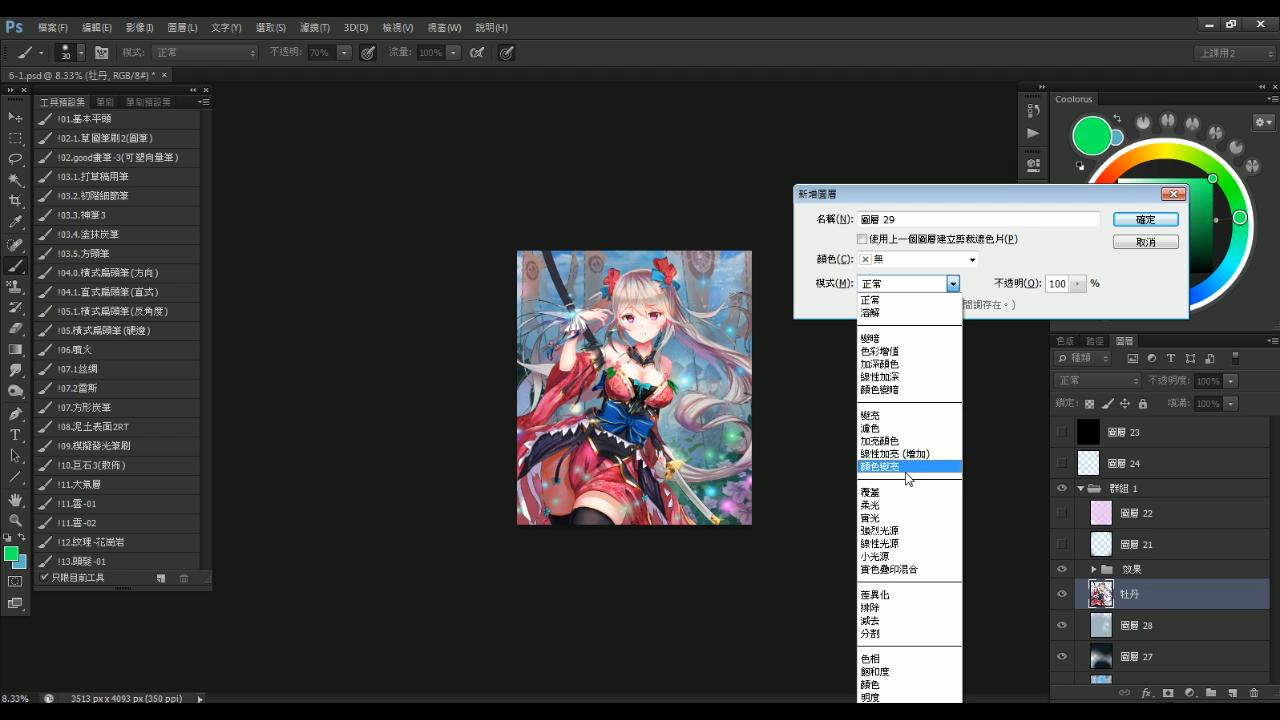 Ps 檔案(F) 編輯(E) 影像(I) 圖層(L) 文字(Y) 選取(S) 濾鏡(T) 3D(D) 檢視(V) 視窗(W) 說明(H)
30 模式: 正常 不透明: 70% 流量: 100% 上課用2
6-1.psd @ 8.33% (牡丹, RGB/8#) * ×
工具預設集 筆刷 筆刷預設集
!01.基本平頭
!02.1.草圖筆刷2(圓筆)
!02.good畫筆-3(可塑向量筆)
!03.1.打草稿用筆
!03.2.初階細節筆
!03.3.神筆3
!03.4.塗抹炭筆
!03.5.方頭筆
!04.0.橫式扁頭筆(方向)
!04.1.直式扁頭筆(直式)
!05.1.橫式扁頭筆(反角度)
!05.橫式扁頭筆(硬邊)
!06.噴火
!07.1絲綢
!07.2蕾斯
!07.方形炭筆
!08.泥土表面2RT
!09.模擬發光筆刷
!10.巨石3(散佈)
!11.大氣層
!11.雲-01
!11.雲-02
!12.紋理-花崗岩
!13.頭髮-01
只限目前工具
8.33% 3513 px x 4093 px (350 ppi)
新增圖層
名稱(N): 圖層 29 確定
使用上一個圖層建立剪裁遮色片(P)
取消
顏色(C): 無
模式(M): 正常 不透明(O): 100 %
間調存在。)
正常
溶解
變暗
色彩增值
加深顏色
線性加深
顏色變暗
變亮
濾色
加亮顏色
線性加亮 (增加)
顏色變亮
覆蓋
柔光
實光
強烈光源
線性光源
小光源
實色疊印混合
差異化
排除
減去
分割
色相
飽和度
顏色
明度
Coolorus
色版 路徑 圖層
種類
正常 不透明度: 100%
鎖定: 填滿: 100%
圖層 23
圖層 24
群組 1
圖層 22
圖層 21
效果
牡丹
圖層 28
圖層 27